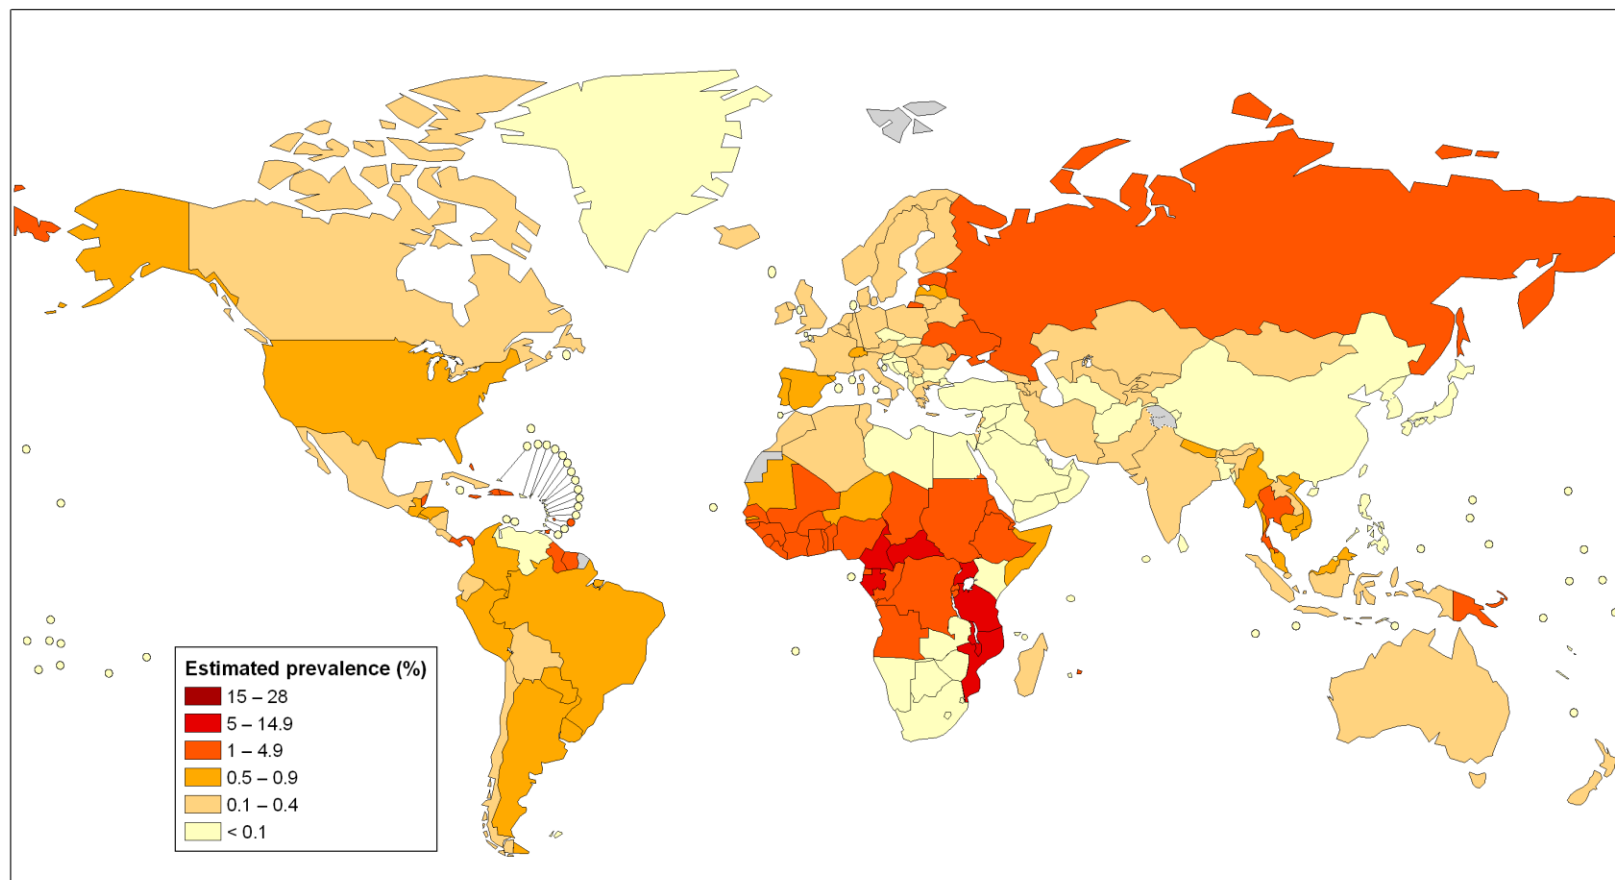 Estimated prevalence (%)
15 – 28
5 – 14.9
1 – 4.9
0.5 – 0.9
0.1 – 0.4
< 0.1